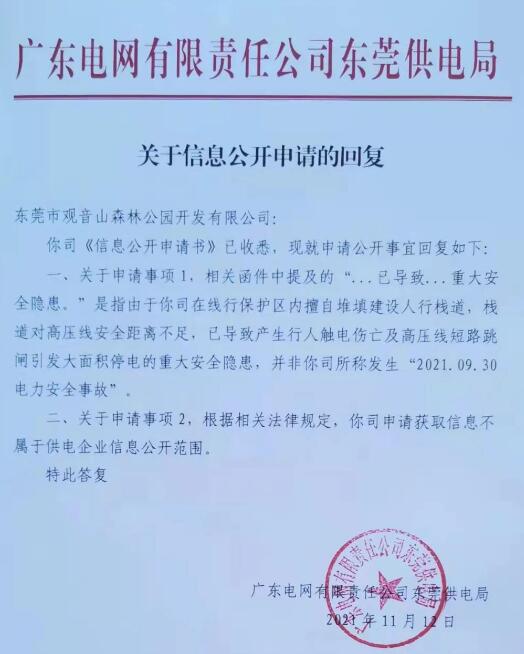 广东电网有限责任公司东莞供电局
关于信息公开申请的回复
东莞市观音山森林公园开发有限公司：
你司《信息公开申请书》已收悉，现就申请公开事宜回复如下：
一、关于申请事项1，相关函件中提及的“...已导致...重大安
全隐患。”是指由于你司在线行保护区内擅自堆填建设人行栈道，栈
道对高压线安全距离不足，已导致产生行人触电伤亡及高压线短路跳
闸引发大面积停电的重大安全隐患，并非你司所称发生“2021.09.30
电力安全事故”。
二、关于申请事项2，根据相关法律规定，你司申请获取信息不
属于供电企业信息公开范围。
特此答复
广东电网有限责任公司东莞供电局
广东电网有限责任公司东莞供电局
2021年11月12日